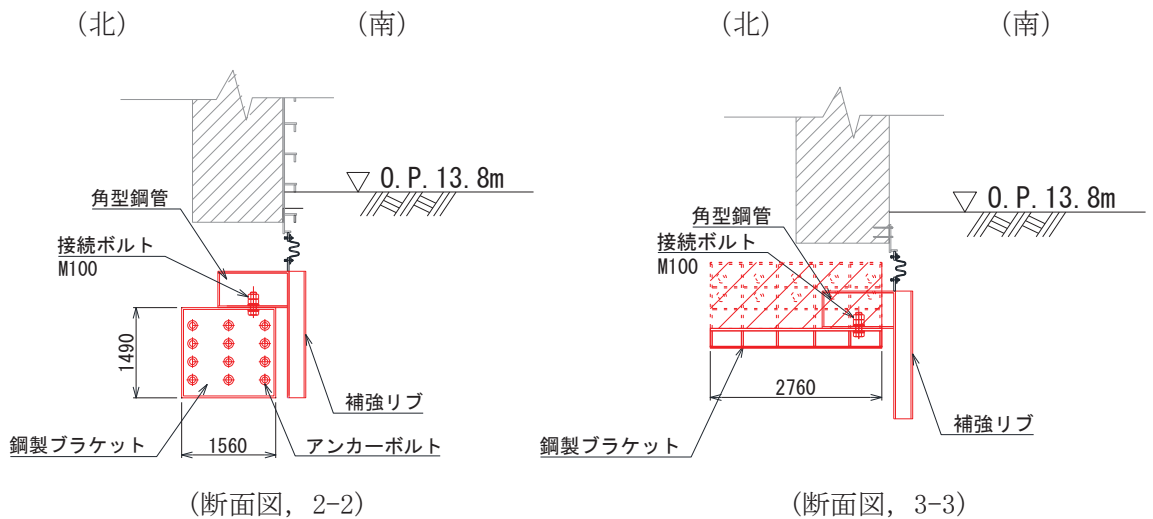 （北）
（南）
O.P.13.8m
角型鋼管
接続ボルト
M100
1490
1560
鋼製ブラケット
アンカーボルト
補強リブ
（断面図，2-2）
（北）
（南）
O.P.13.8m
角型鋼管
接続ボルト
M100
2760
鋼製ブラケット
補強リブ
（断面図，3-3）